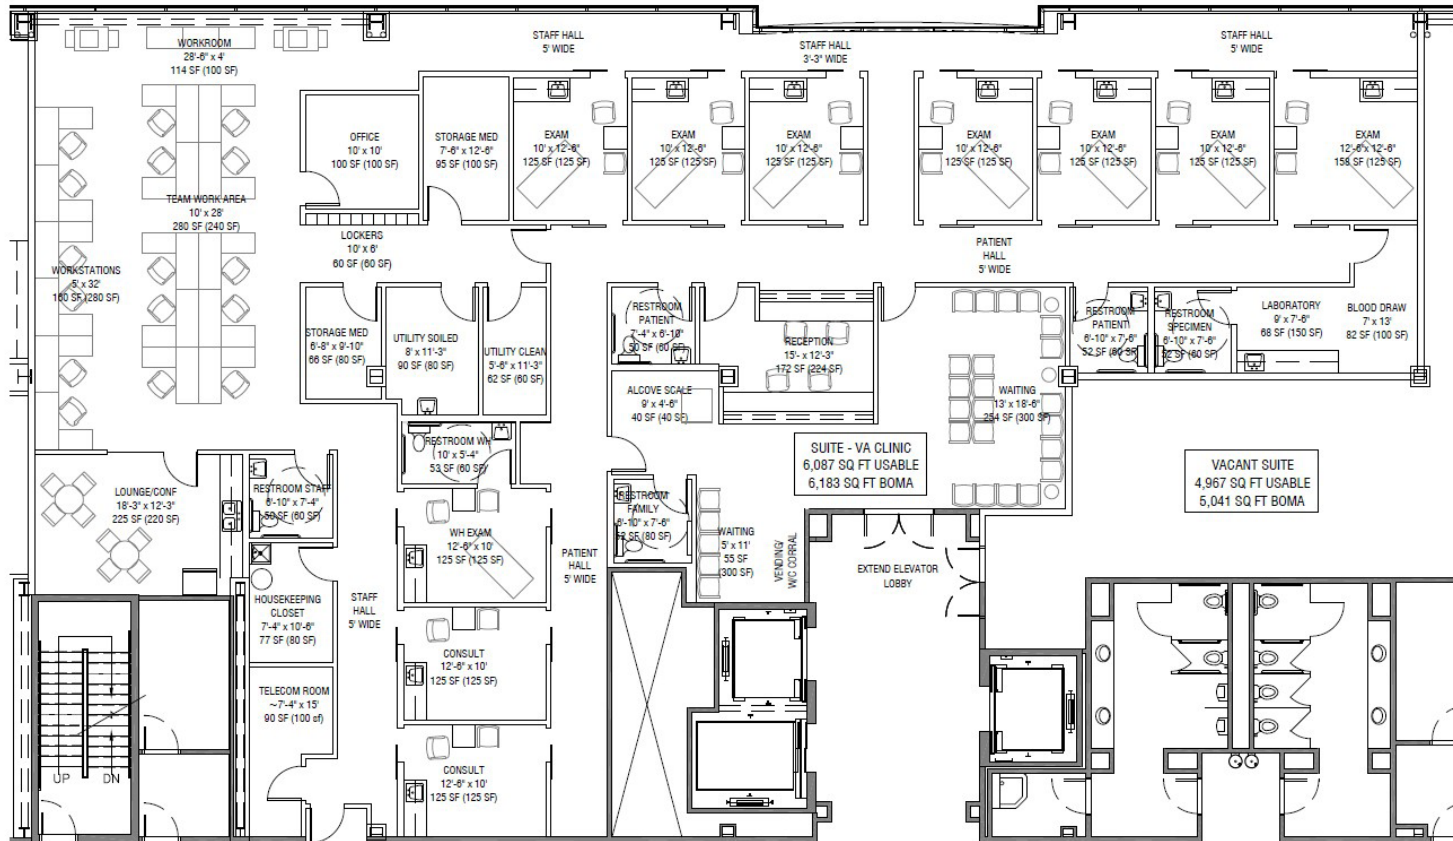 WORKROOM
28'-6" x 4'
114 SF (100 SF)
STAFF HALL
5' WIDE
STAFF HALL
3'-3" WIDE
STAFF HALL
5' WIDE
OFFICE
10' x 10'
100 SF (100 SF)
STORAGE MED
7'-6" x 12'-6"
95 SF (100 SF)
EXAM
10' x 12'-6"
125 SF (125 SF)
EXAM
10' x 12'-6"
125 SF (125 SF)
EXAM
10' x 12'-6"
125 SF (125 SF)
EXAM
10' x 12'-6"
125 SF (125 SF)
EXAM
10' x 12'-6"
125 SF (125 SF)
EXAM
10' x 12'-6"
125 SF (125 SF)
EXAM
12'-6" x 12'-6"
158 SF (125 SF)
TEAM WORK AREA
10' x 28'
280 SF (240 SF)
LOCKERS
10' x 6'
60 SF (60 SF)
PATIENT
HALL
5' WIDE
WORKSTATIONS
5' x 32'
160 SF (280 SF)
STORAGE MED
6'-8" x 9'-10"
66 SF (80 SF)
UTILITY SOILED
8' x 11'-3"
90 SF (80 SF)
UTILITY CLEAN
5'-6" x 11'-3"
62 SF (60 SF)
RESTROOM
PATIENT
7'-4" x 6'-10"
50 SF (60 SF)
RECEPTION
15'- x 12'-3"
172 SF (224 SF)
RESTROOM
PATIENT
6'-10" x 7'-6"
52 SF (60 SF)
RESTROOM
SPECIMEN
6'-10" x 7'-6"
52 SF (60 SF)
LABORATORY
9' x 7'-6"
68 SF (150 SF)
BLOOD DRAW
7' x 13'
82 SF (100 SF)
ALCOVE SCALE
9' x 4'-6"
40 SF (40 SF)
WAITING
13' x 18'-6"
254 SF (300 SF)
RESTROOM WH
10' x 5'-4"
53 SF (60 SF)
SUITE - VA CLINIC
6,087 SQ FT USABLE
6,183 SQ FT BOMA
VACANT SUITE
4,967 SQ FT USABLE
5,041 SQ FT BOMA
LOUNGE/CONF
18'-3" x 12'-3"
225 SF (220 SF)
RESTROOM STAFF
6'-10" x 7'-4"
50 SF (60 SF)
RESTROOM
FAMILY
6'-10" x 7'-6"
52 SF (80 SF)
WH EXAM
12'-6" x 10'
125 SF (125 SF)
WAITING
5' x 11'
55 SF
(300 SF)
VENDING/
W/C CORRAL
EXTEND ELEVATOR
LOBBY
PATIENT
HALL
5' WIDE
HOUSEKEEPING
CLOSET
7'-4" x 10'-6"
77 SF (80 SF)
STAFF
HALL
5' WIDE
CONSULT
12'-6" x 10'
125 SF (125 SF)
TELECOM ROOM
~7'-4" x 15'
90 SF (100 sf)
CONSULT
12'-6" x 10'
125 SF (125 SF)
UP
DN